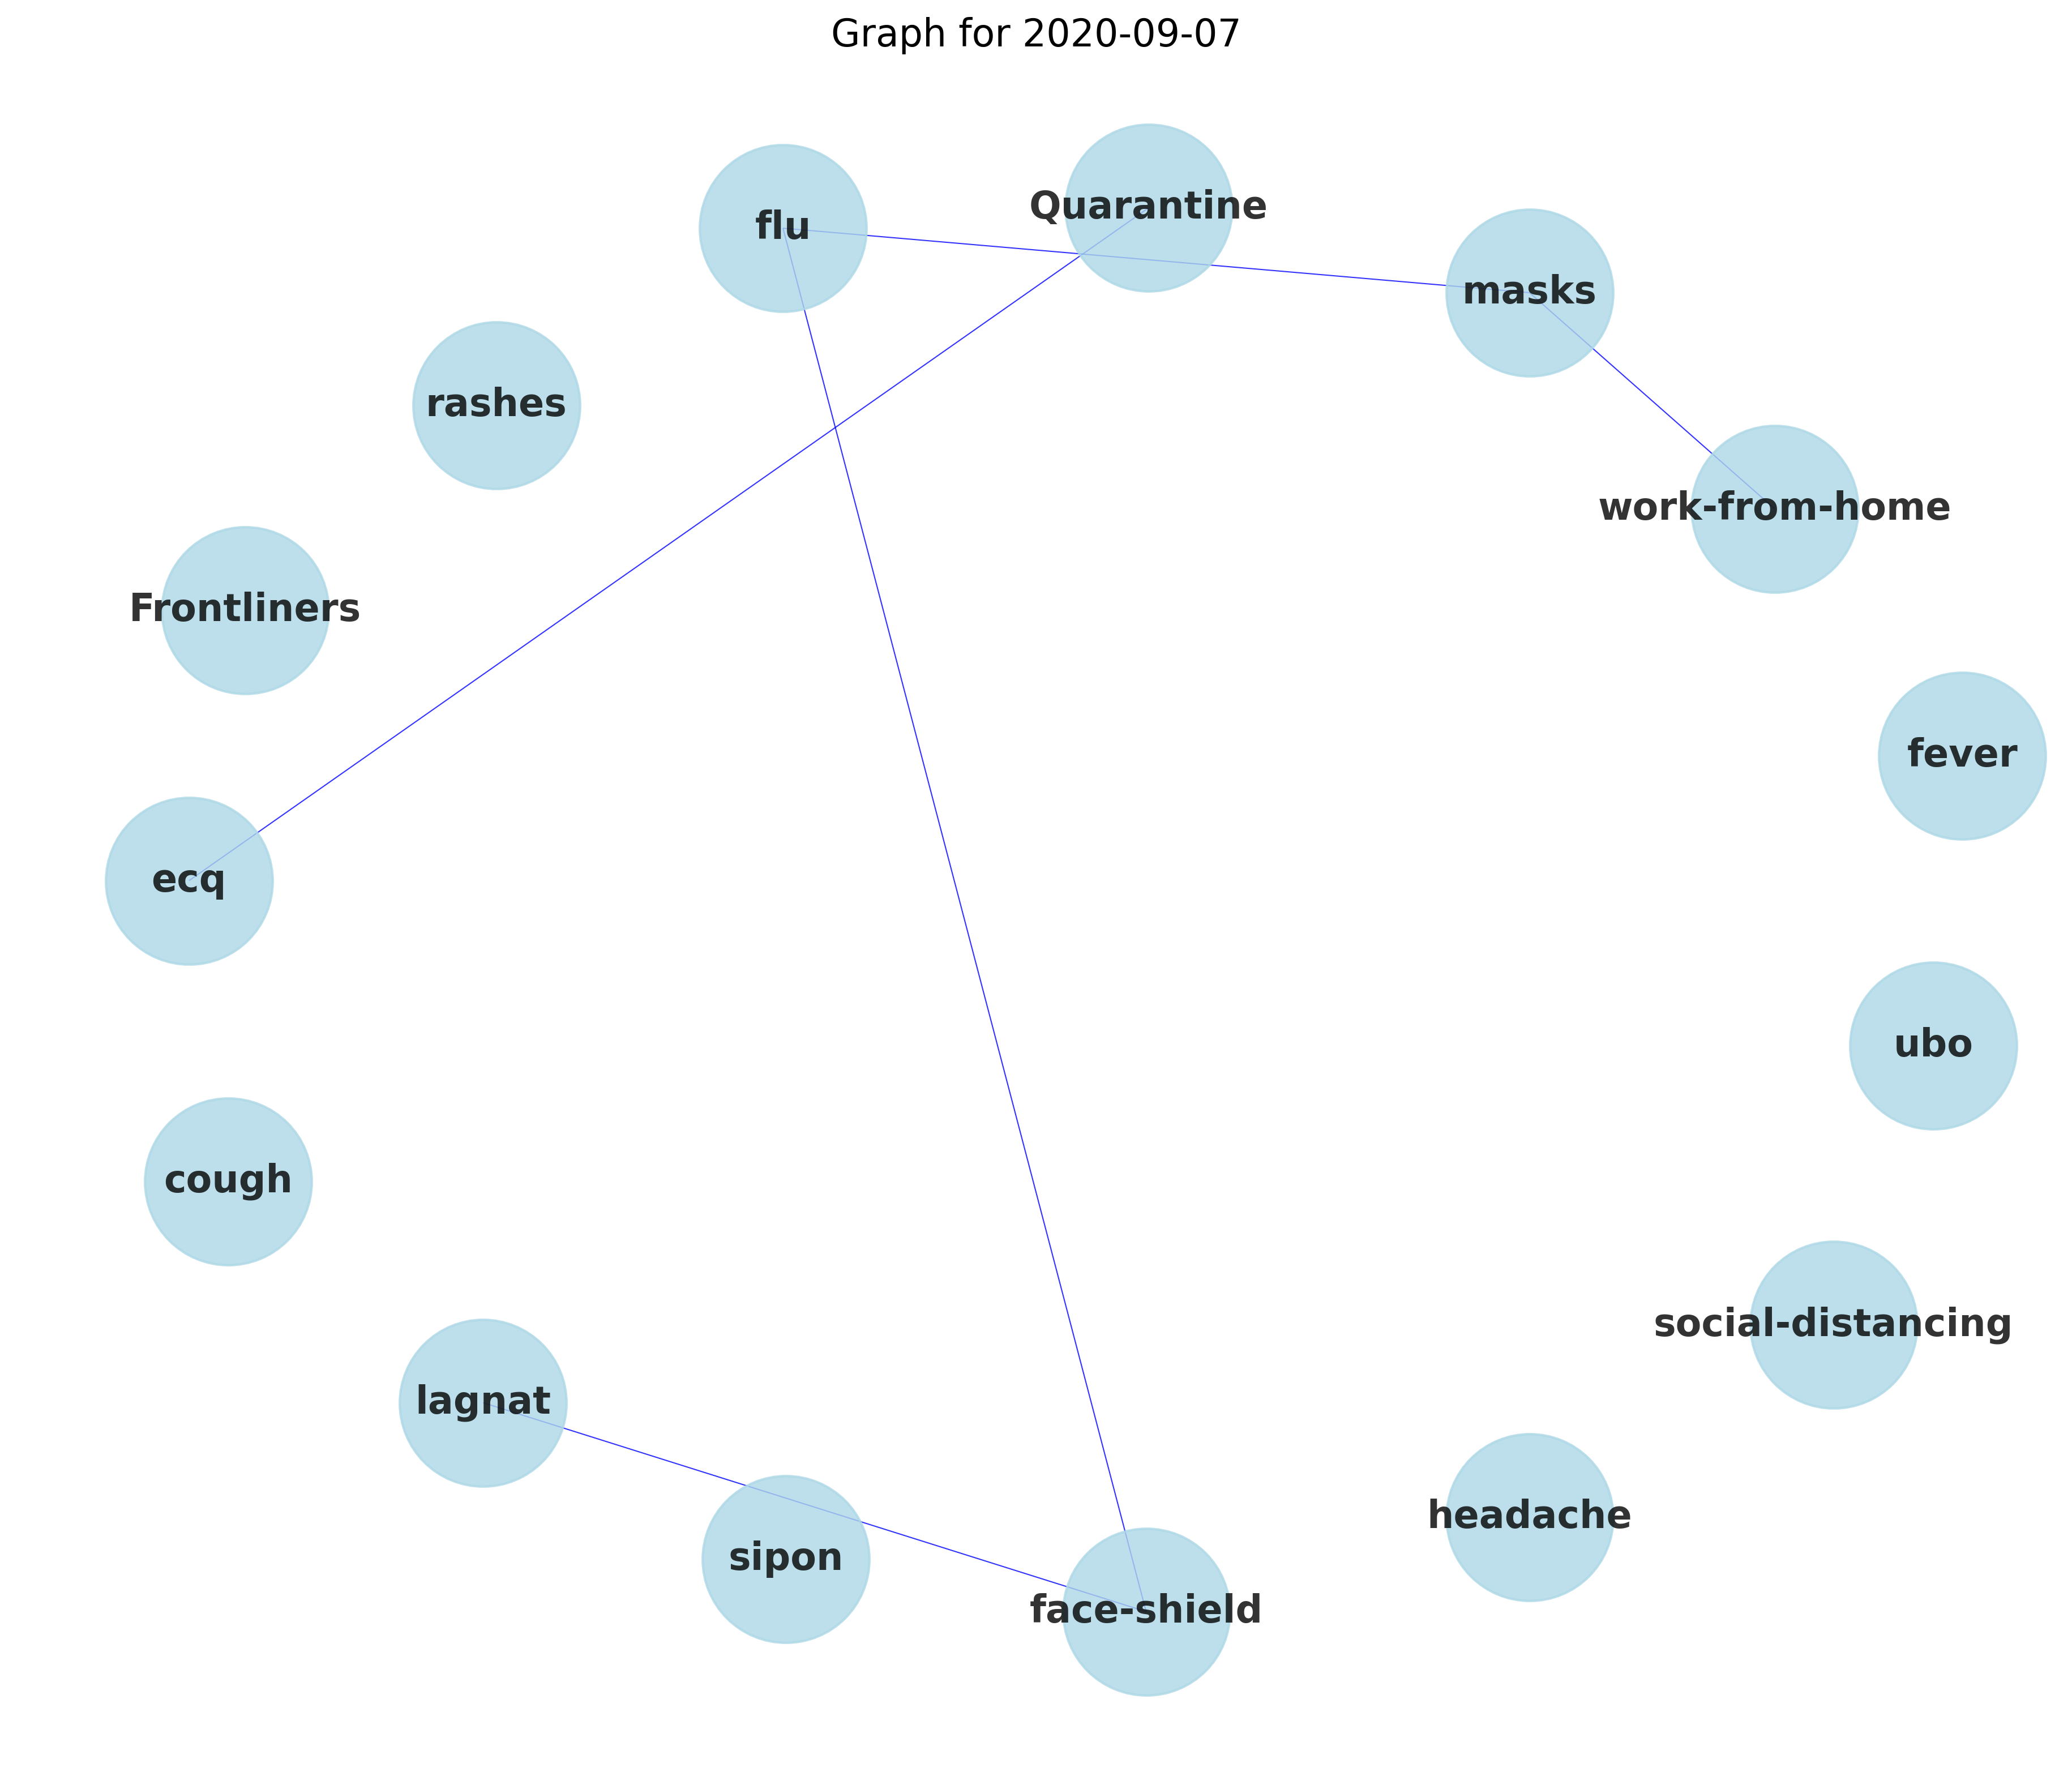 Graph for 2020-09-07
Quarantine
flu
masks
rashes
work-from-home
Frontliners
fever
ecq
ubo
cough
social-distancing
lagnat
headache
sipon
face-shield